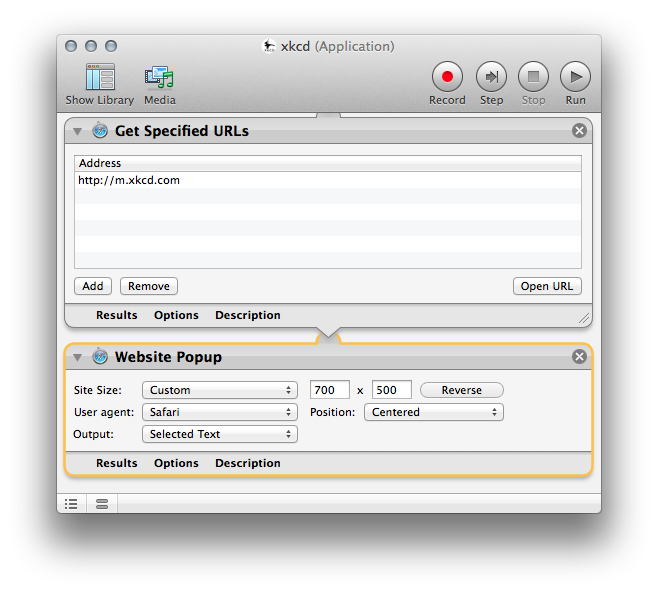 xkcd (Application)
Show Library Media Record Step Stop Run
Get Specified URLs
Address
http://m.xkcd.com
Add Remove Open URL
Results Options Description
Website Popup
Site Size: Custom 700 x 500 Reverse
User agent: Safari Position: Centered
Output: Selected Text
Results Options Description